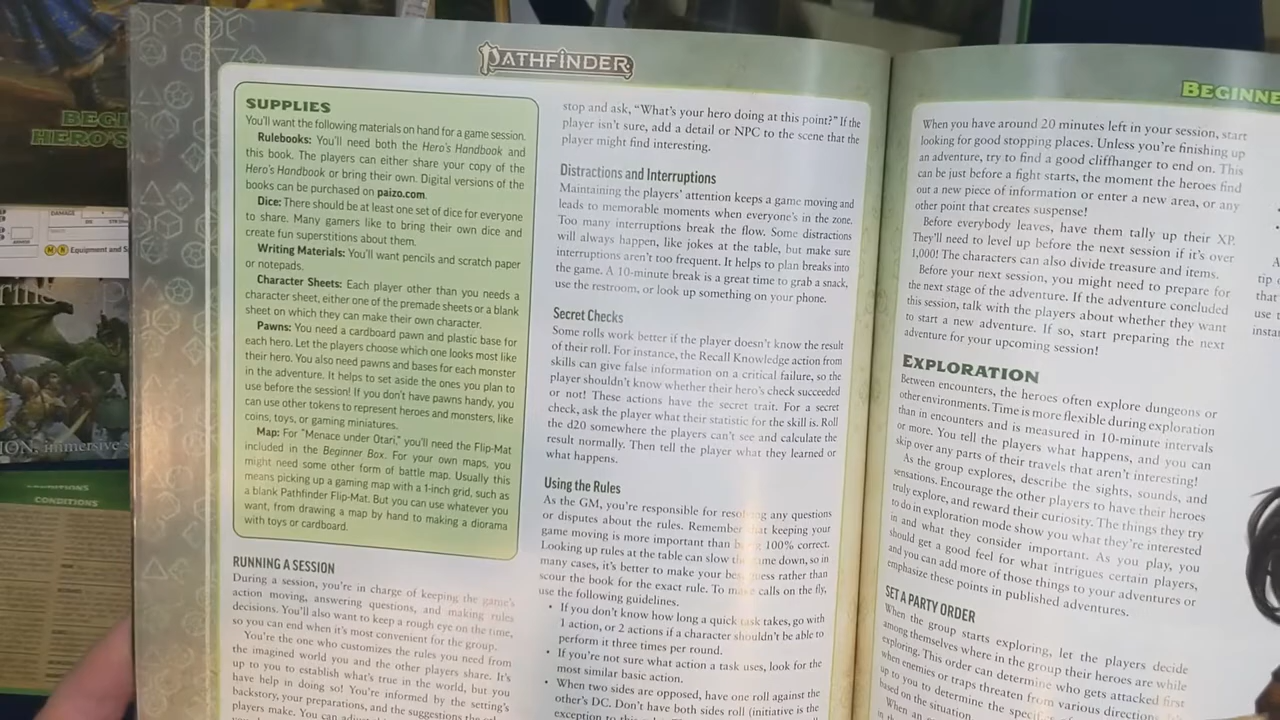 PATHFINDER
SUPPLIES
You'll want the following materials on hand for a game session.
Rulebooks: You'll need both the Hero's Handbook and
this book. The players can either share your copy of the
Hero's Handbook or bring their own. Digital versions of the
books can be purchased on paizo.com.
Dice: There should be at least one set of dice for everyone
to share. Many gamers like to bring their own dice and
create fun superstitions about them.
Writing Materials: You'll want pencils and scratch paper
or notepads.
Character Sheets: Each player other than you needs a
character sheet, either one of the premade sheets or a blank
sheet on which they can make their own character.
Pawns: You need a cardboard pawn and plastic base for
each hero. Let the players choose which one looks most like
their hero. You also need pawns and bases for each monster
in the adventure. It helps to set aside the ones you plan to
use before the session! If you don't have pawns handy, you
can use other tokens to represent heroes and monsters, like
coins, toys, or gaming miniatures.
Map: For "Menace under Otari," you'll need the Flip-Mat
included in the Beginner Box. For your own maps, you
might need some other form of battle map. Usually this
means picking up a gaming map with a 1-inch grid, such as
a blank Pathfinder Flip-Mat. But you can use whatever you
want, from drawing a map by hand to making a diorama
with toys or cardboard.
RUNNING A SESSION
During a session, you're in charge of keeping the game's
action moving, answering questions, and making rules
decisions. You'll also want to keep a rough eye on the time,
so you can end when it's most convenient for the group.
You're the one who customizes the rules you need from
the imagined world you and the other players share. It's
up to you to establish what's true in the world, but you
have help in doing so! You're informed by the setting's
backstory, your preparations, and the suggestions the
players make. You can
stop and ask, "What's your hero doing at this point?" If the
player isn't sure, add a detail or NPC to the scene that the
player might find interesting.
Distractions and Interruptions
Maintaining the players' attention keeps a game moving and
leads to memorable moments when everyone's in the zone.
Too many interruptions break the flow. Some distractions
will always happen, like jokes at the table, but make sure
interruptions aren't too frequent. It helps to plan breaks into
the game. A 10-minute break is a great time to grab a snack,
use the restroom, or look up something on your phone.
Secret Checks
Some rolls work better if the player doesn't know the result
of their roll. For instance, the Recall Knowledge action from
skills can give false information on a critical failure, so the
player shouldn't know whether their hero's check succeeded
or not! These actions have the secret trait. For a secret
check, ask the player what their statistic for the skill is. Roll
the d20 somewhere the players can't see and calculate the
result normally. Then tell the player what they learned or
what happens.
Using the Rules
As the GM, you're responsible for resolving any questions
or disputes about the rules. Remember that keeping your
game moving is more important than being 100% correct.
Looking up rules at the table can slow the game down, so in
many cases, it's better to make your best guess rather than
scour the book for the exact rule. To make calls on the fly,
use the following guidelines.
• If you don't know how long a quick task takes, go with
1 action, or 2 actions if a character shouldn't be able to
perform it three times per round.
• If you're not sure what action a task uses, look for the
most similar basic action.
• When two sides are opposed, have one roll against the
other's DC. Don't have both sides roll (initiative is the
exception to this
BEGINNE
When you have around 20 minutes left in your session, start
looking for good stopping places. Unless you're finishing up
an adventure, try to find a good cliffhanger to end on. This
can be just before a fight starts, the moment the heroes find
out a new piece of information or enter a new area, or any
other point that creates suspense!
Before everybody leaves, have them tally up their XP.
They'll need to level up before the next session if it's over
1,000! The characters can also divide treasure and items.
Before your next session, you might need to prepare for
the next stage of the adventure. If the adventure concluded
this session, talk with the players about whether they want
to start a new adventure. If so, start preparing the next
adventure for your upcoming session!
EXPLORATION
Between encounters, the heroes often explore dungeons or
other environments. Time is more flexible during exploration
than in encounters and is measured in 10-minute intervals
or more. You tell the players what happens, and you can
skip over any parts of their travels that aren't interesting!
As the group explores, describe the sights, sounds, and
sensations. Encourage the other players to have their heroes
truly explore, and reward their curiosity. The things they try
to do in exploration mode show you what they're interested
in and what they consider important. As you play, you
should get a good feel for what intrigues certain players,
and you can add more of those things to your adventures or
emphasize these points in published adventures.
SET A PARTY ORDER
When the group starts exploring, let the players decide
among themselves where in the group their heroes are while
exploring. This order can determine who gets attacked first
when enemies or traps threaten from various
up to you to determine the
based on the situation.
When an
A
tip
that
use
insta
BEGI
HERO'S
DAMAGE
Equipment and S
ION, immersive
CONDITIONS